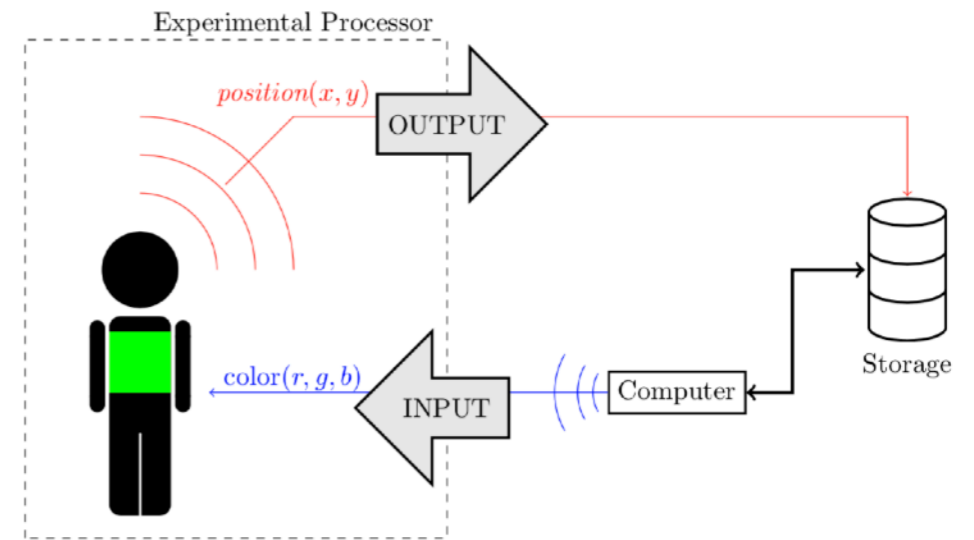 Experimental Processor
position(x, y)
OUTPUT
Storage
color(r, g, b)
INPUT
Computer